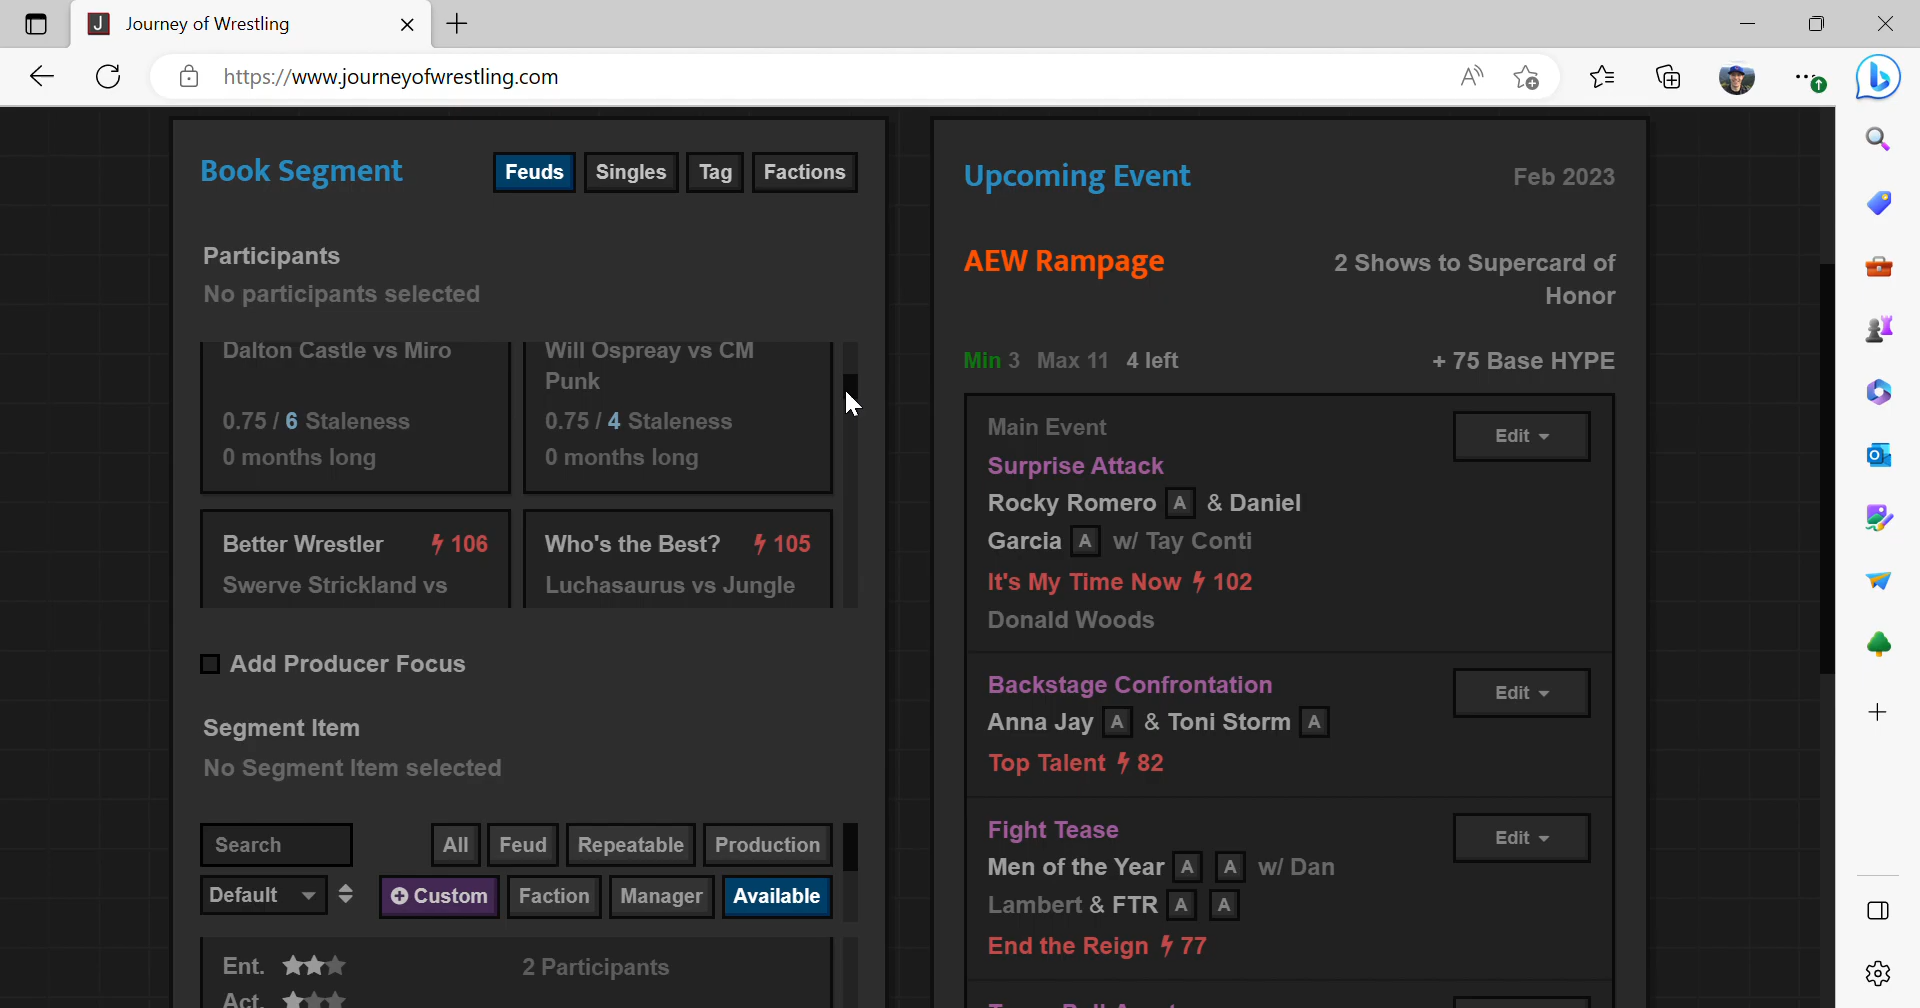 Journey of Wrestling
https://www.journeyofwrestling.com
Book Segment
Feuds
Singles
Tag
Factions
Participants
No participants selected
Dalton Castle vs Miro
0.75 / 6 Staleness
0 months long
Will Ospreay vs CM
Punk
0.75 / 4 Staleness
0 months long
Better Wrestler 106
Swerve Strickland vs
Who's the Best? 105
Luchasaurus vs Jungle
Add Producer Focus
Segment Item
No Segment Item selected
Search
All
Feud
Repeatable
Production
Default
Custom
Faction
Manager
Available
Ent.
2 Participants
Act.
Upcoming Event
Feb 2023
AEW Rampage
2 Shows to Supercard of
Honor
Min 3 Max 11 4 left
+ 75 Base HYPE
Main Event
Edit
Surprise Attack
Rocky Romero A & Daniel
Garcia A w/ Tay Conti
It's My Time Now 102
Donald Woods
Backstage Confrontation
Edit
Anna Jay A & Toni Storm A
Top Talent 82
Fight Tease
Edit
Men of the Year A A w/ Dan
Lambert & FTR A A
End the Reign 77